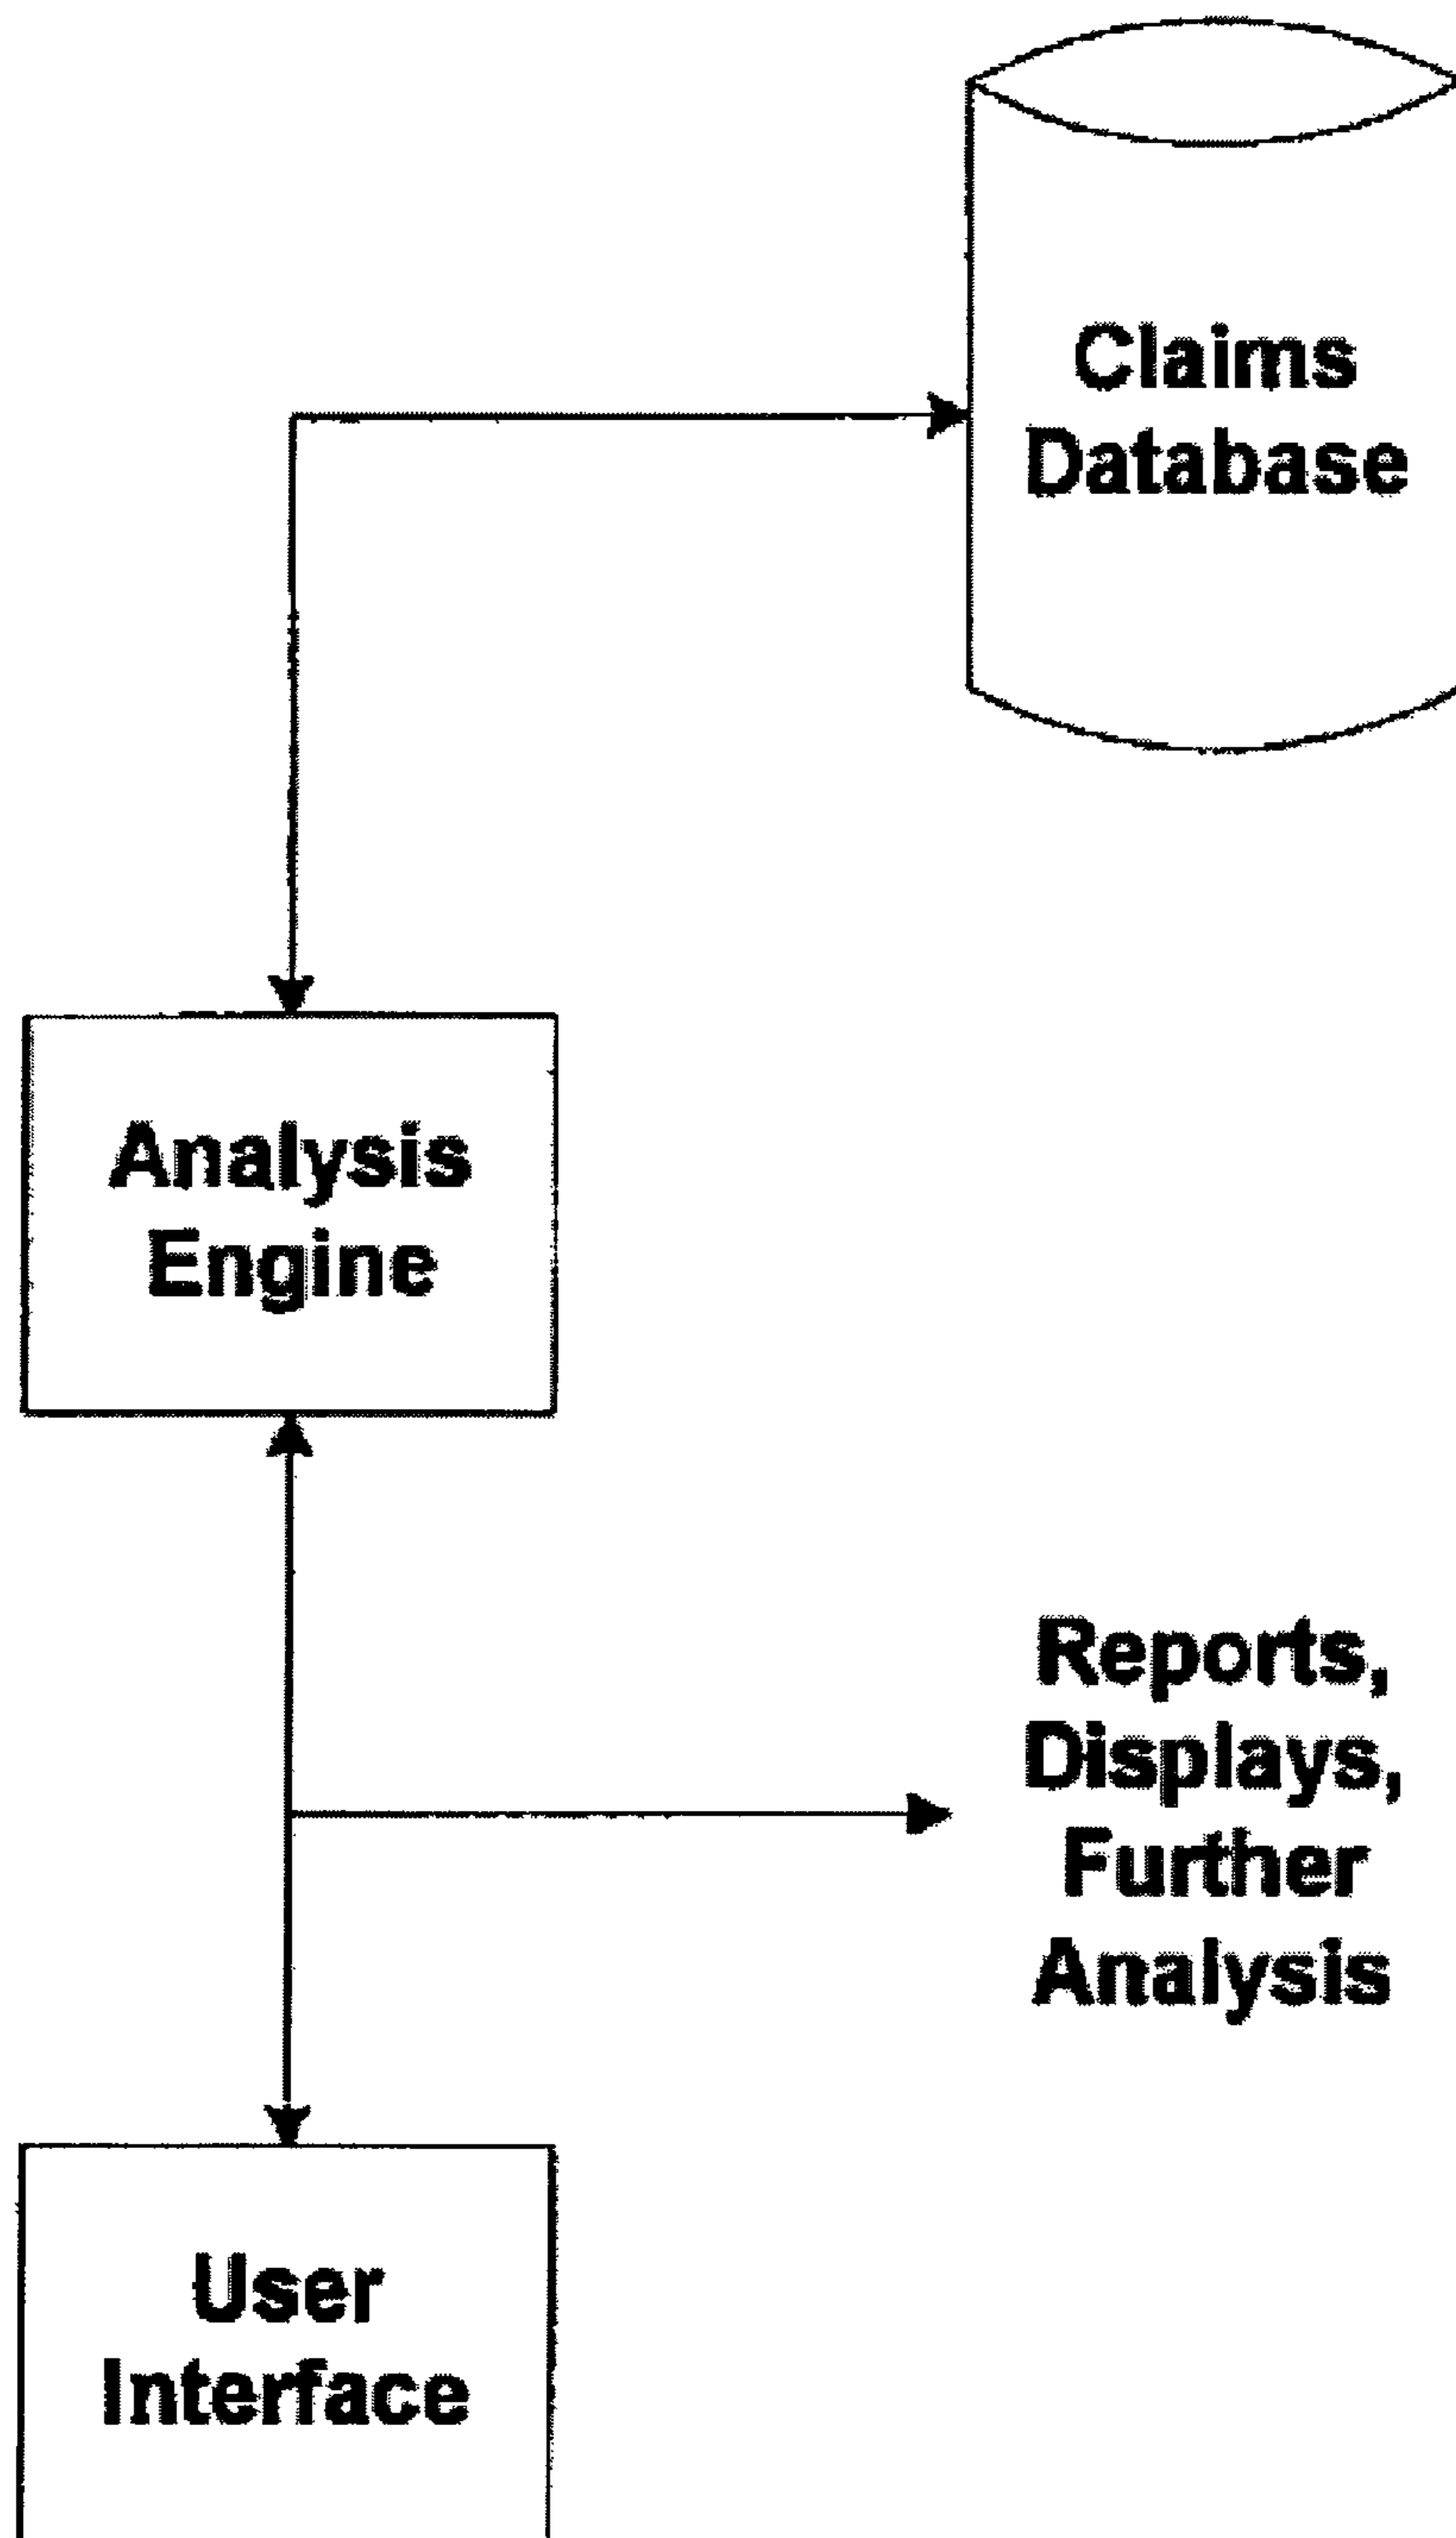 Claims
Database
Analysis
Engine
Reports,
Displays,
Further
Analysis
User
Interface